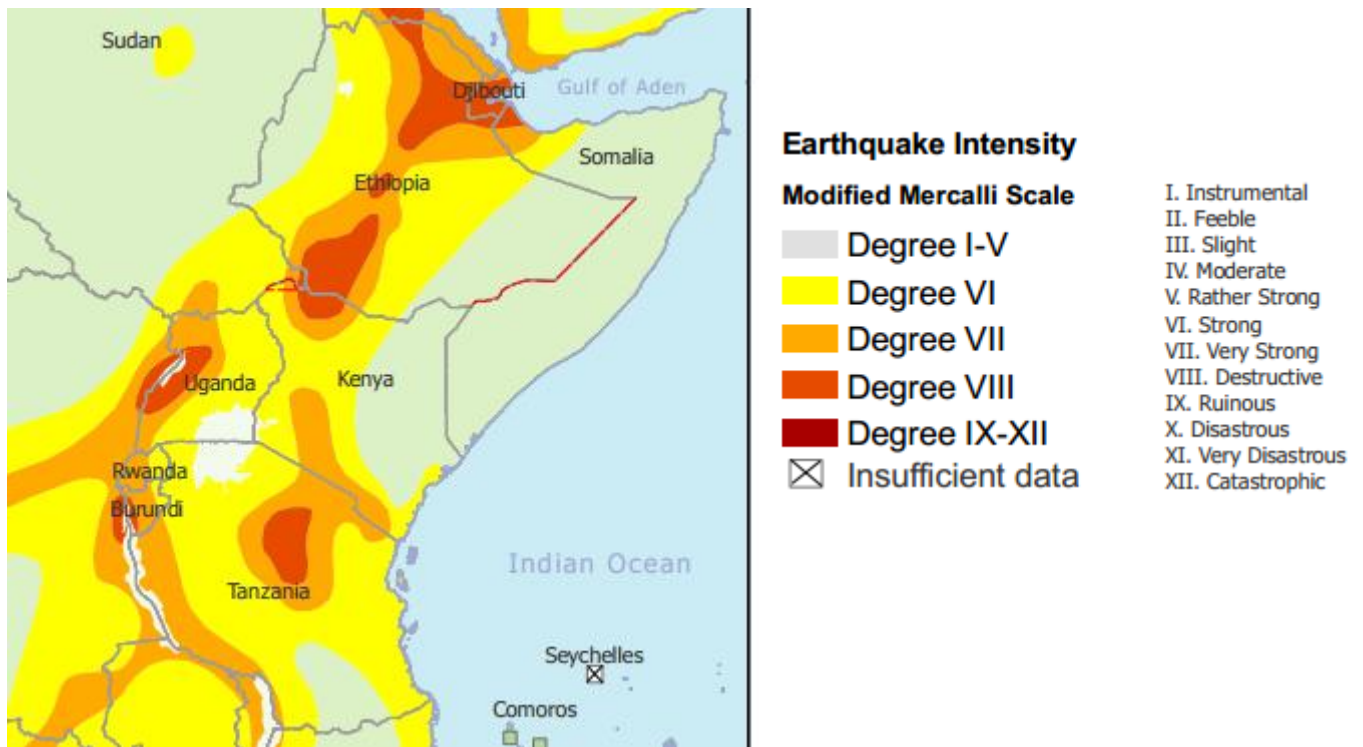 Sudan
Djibouti
Gulf of Aden
Somalia
Ethiopia
Uganda
Kenya
Rwanda
Burundi
Indian Ocean
Tanzania
Seychelles
Comoros
Earthquake Intensity
Modified Mercalli Scale
Degree I-V
Degree VI
Degree VII
Degree VIII
Degree IX-XII
Insufficient data
I. Instrumental
II. Feeble
III. Slight
IV. Moderate
V. Rather Strong
VI. Strong
VII. Very Strong
VIII. Destructive
IX. Ruinous
X. Disastrous
XI. Very Disastrous
XII. Catastrophic